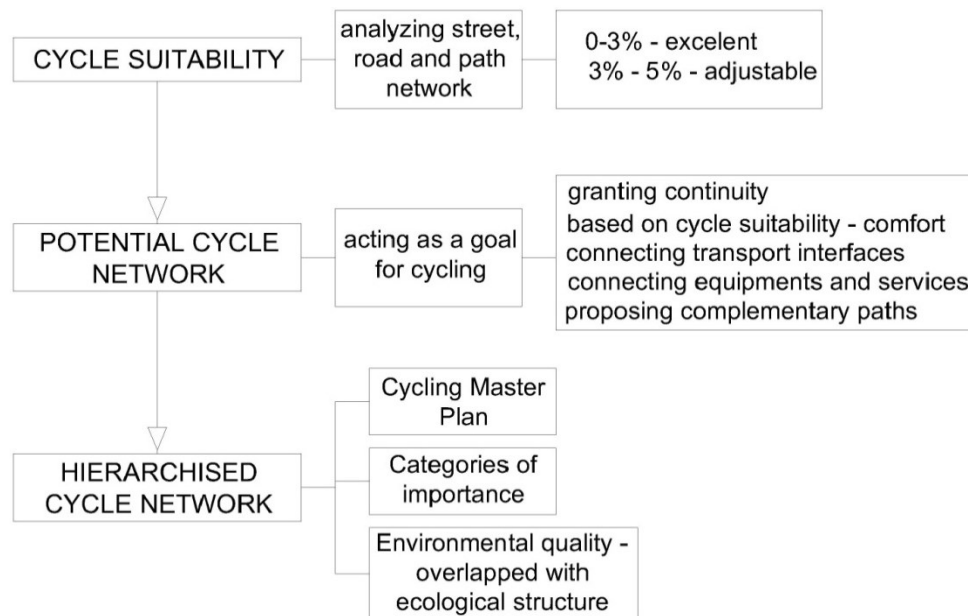 CYCLE SUITABILITY
analyzing street,
road and path
network
0-3% - excelent
3% - 5% - adjustable
POTENTIAL CYCLE
NETWORK
acting as a goal
for cycling
granting continuity
based on cycle suitability - comfort
connecting transport interfaces
connecting equipments and services
proposing complementary paths
HIERARCHISED
CYCLE NETWORK
Cycling Master
Plan
Categories of
importance
Environmental quality -
overlapped with
ecological structure